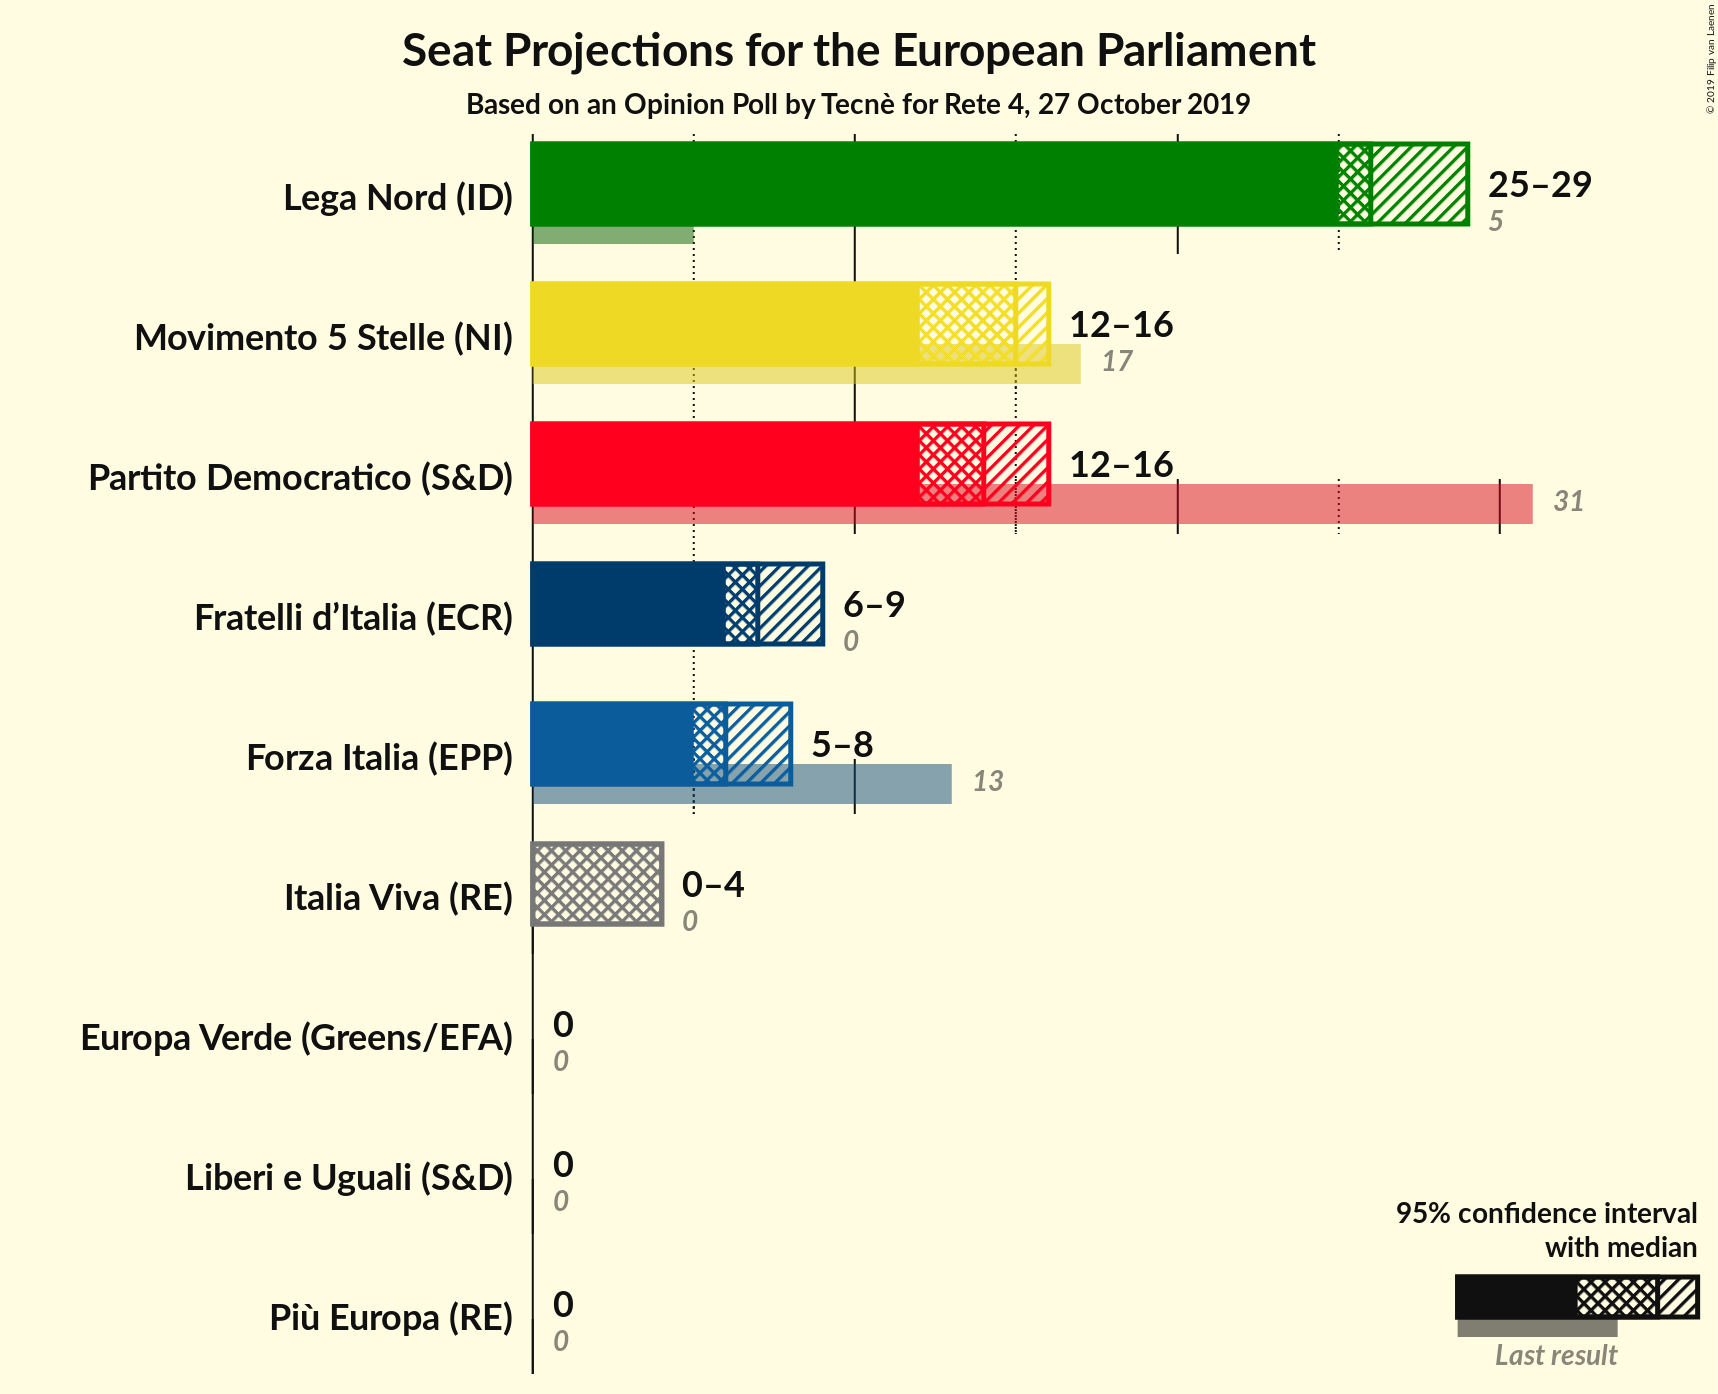 Seat Projections for the European Parliament
Based on an Opinion Poll by Tecnè for Rete 4, 27 October 2019
© 2019 Filip van Laenen
Lega Nord (ID)
25–29
5
Movimento 5 Stelle (NI)
12–16
17
Partito Democratico (S&D)
12–16
31
Fratelli d’Italia (ECR)
6–9
0
Forza Italia (EPP)
5–8
13
Italia Viva (RE)
0–4
0
Europa Verde (Greens/EFA)
0
0
Liberi e Uguali (S&D)
0
0
Più Europa (RE)
0
0
95% confidence interval
with median
Last result